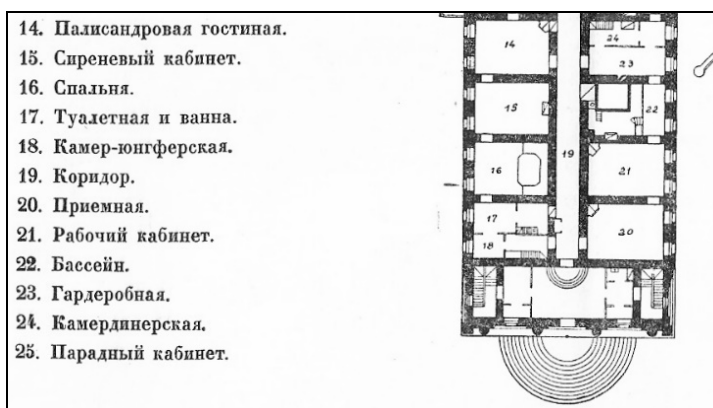 14. Палисандровая гостиная.
15. Сиреневый кабинет.
16. Спальня.
17. Туалетная и ванна.
18. Камер-юнгферская.
19. Коридор.
20. Приемная.
21. Рабочий кабинет.
22. Бассейн.
23. Гардеробная.
24. Камердинерская.
25. Парадный кабинет.
14
24
23
15
22
16
19
21
17
18
20